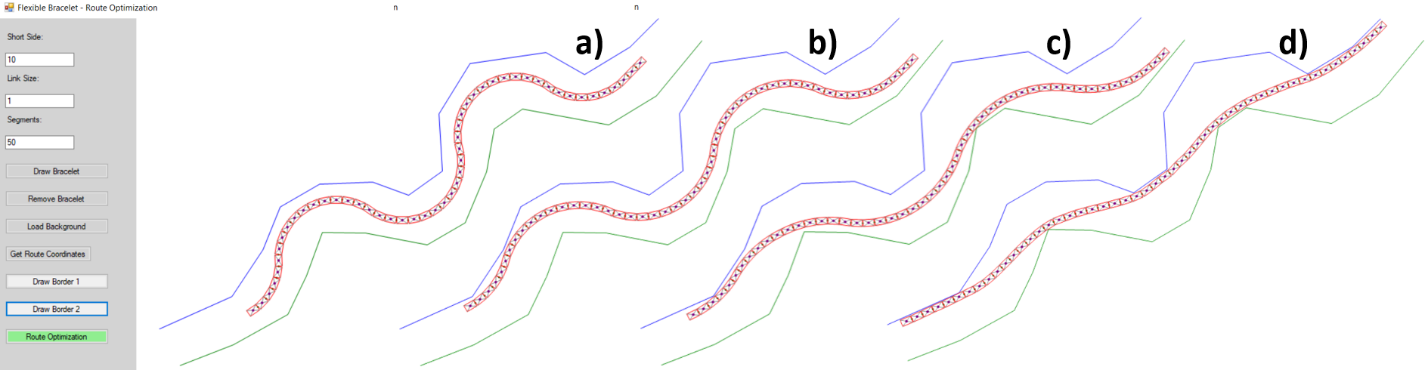 Flexible Bracelet - Route Optimization
n
n
Short Side:
10
Link Size:
1
Segments:
50
Draw Bracelet
Remove Bracelet
Load Background
Get Route Coordinates
Draw Border 1
Draw Border 2
Route Optimization
a)
b)
c)
d)